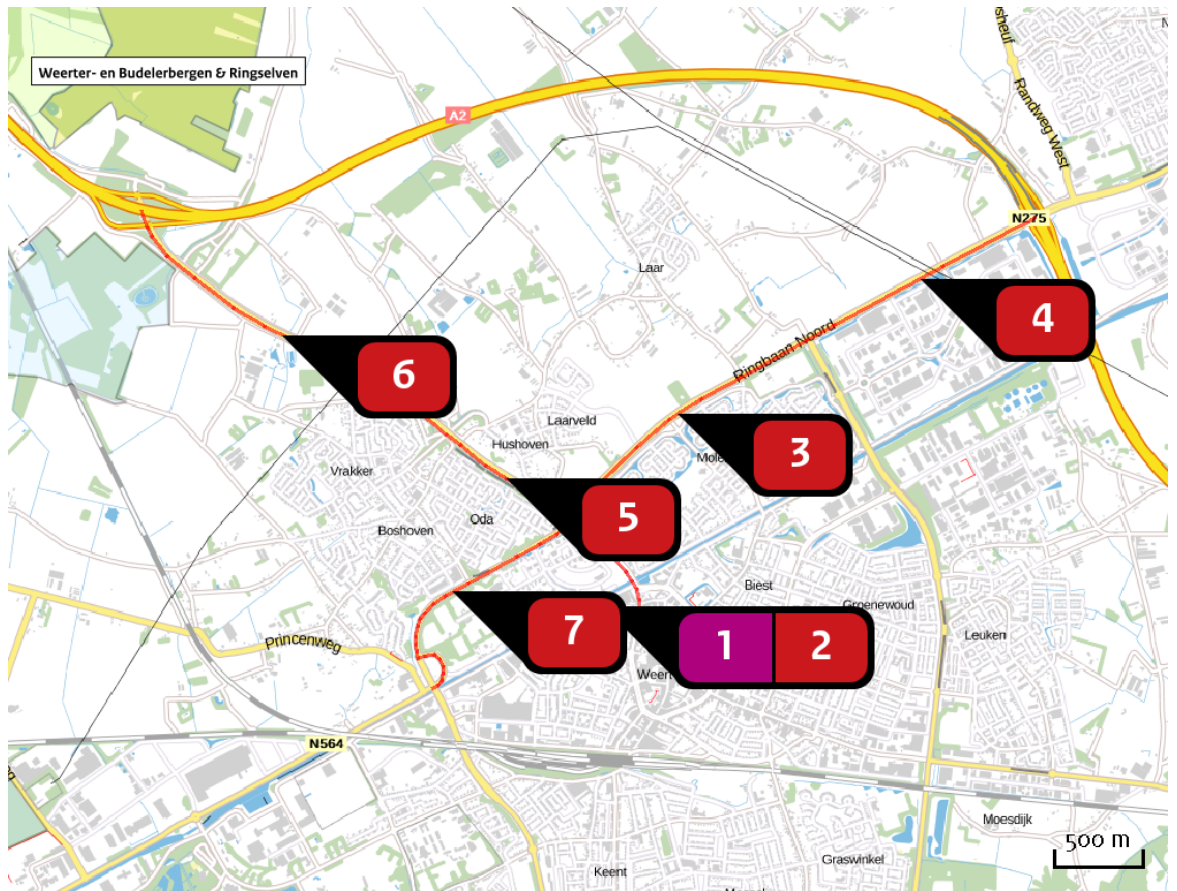 Weerter- en Budelerbergen & Ringselven
A2
Randweg West
N275
Laar
4
Ringbaan Noord
6
Laarveld
Hushoven
3
Vrakker
5
Oda
Boshoven
Biest
Groenewoud
7
1
2
Leuken
Princenweg
Weert
N564
Moesdijk
500 m
Graswinkel
Keent